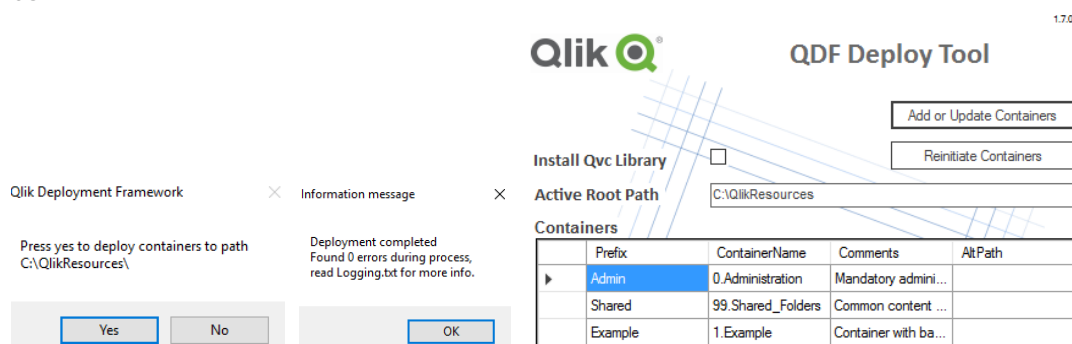 Qlik Deployment Framework
Press yes to deploy containers to path
C:\QlikResources\
Yes No
Information message
Deployment completed
Found 0 errors during process,
read Logging.txt for more info.
OK
1.7.0
Qlik
QDF Deploy Tool
Add or Update Containers
Install Qvc Library
Reinitiate Containers
Active Root Path C:\QlikResources
Containers
Prefix ContainerName Comments AltPath
Admin 0.Administration Mandatory admini...
Shared 99.Shared_Folders Common content ...
Example 1.Example Container with ba...